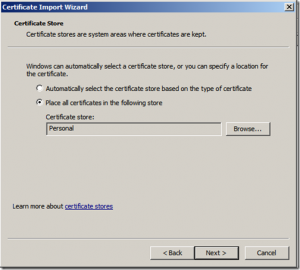 Certificate Import Wizard
Certificate Store
Certificate stores are system areas where certificates are kept.
Windows can automatically select a certificate store, or you can specify a location for
the certificate.
Automatically select the certificate store based on the type of certificate
Place all certificates in the following store
Certificate store:
Personal
Browse...
Learn more about certificate stores
< Back
Next >
Cancel